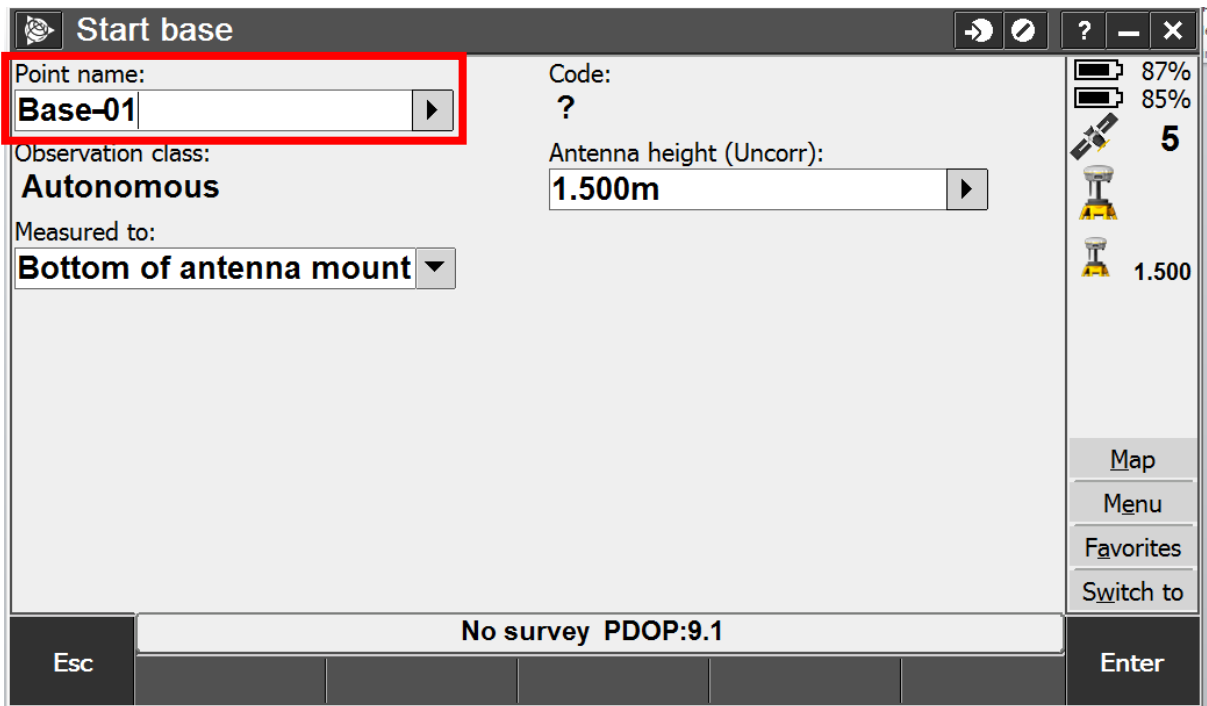 Start base
? – ×
Point name:
Base-01
Code:
?
Observation class:
Autonomous
Antenna height (Uncorr):
1.500m
Measured to:
Bottom of antenna mount
87%
85%
5
1.500
Map
Menu
Favorites
Switch to
No survey PDOP:9.1
Esc
Enter